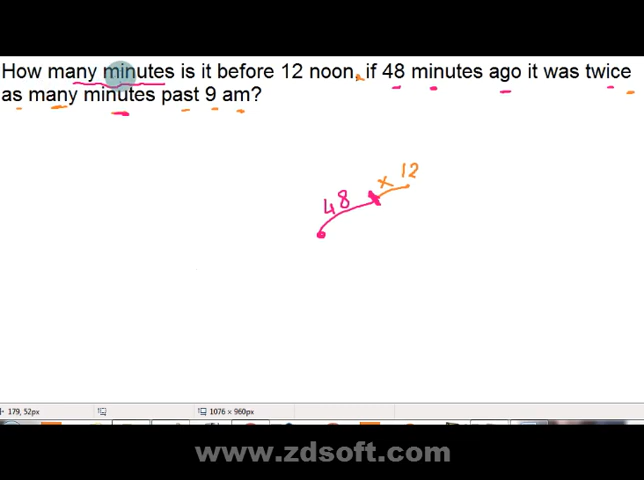 How many minutes is it before 12 noon, if 48 minutes ago it was twice
as many minutes past 9 am?
48 x 12
179, 52px 1076 × 960px
www.zdsoft.com